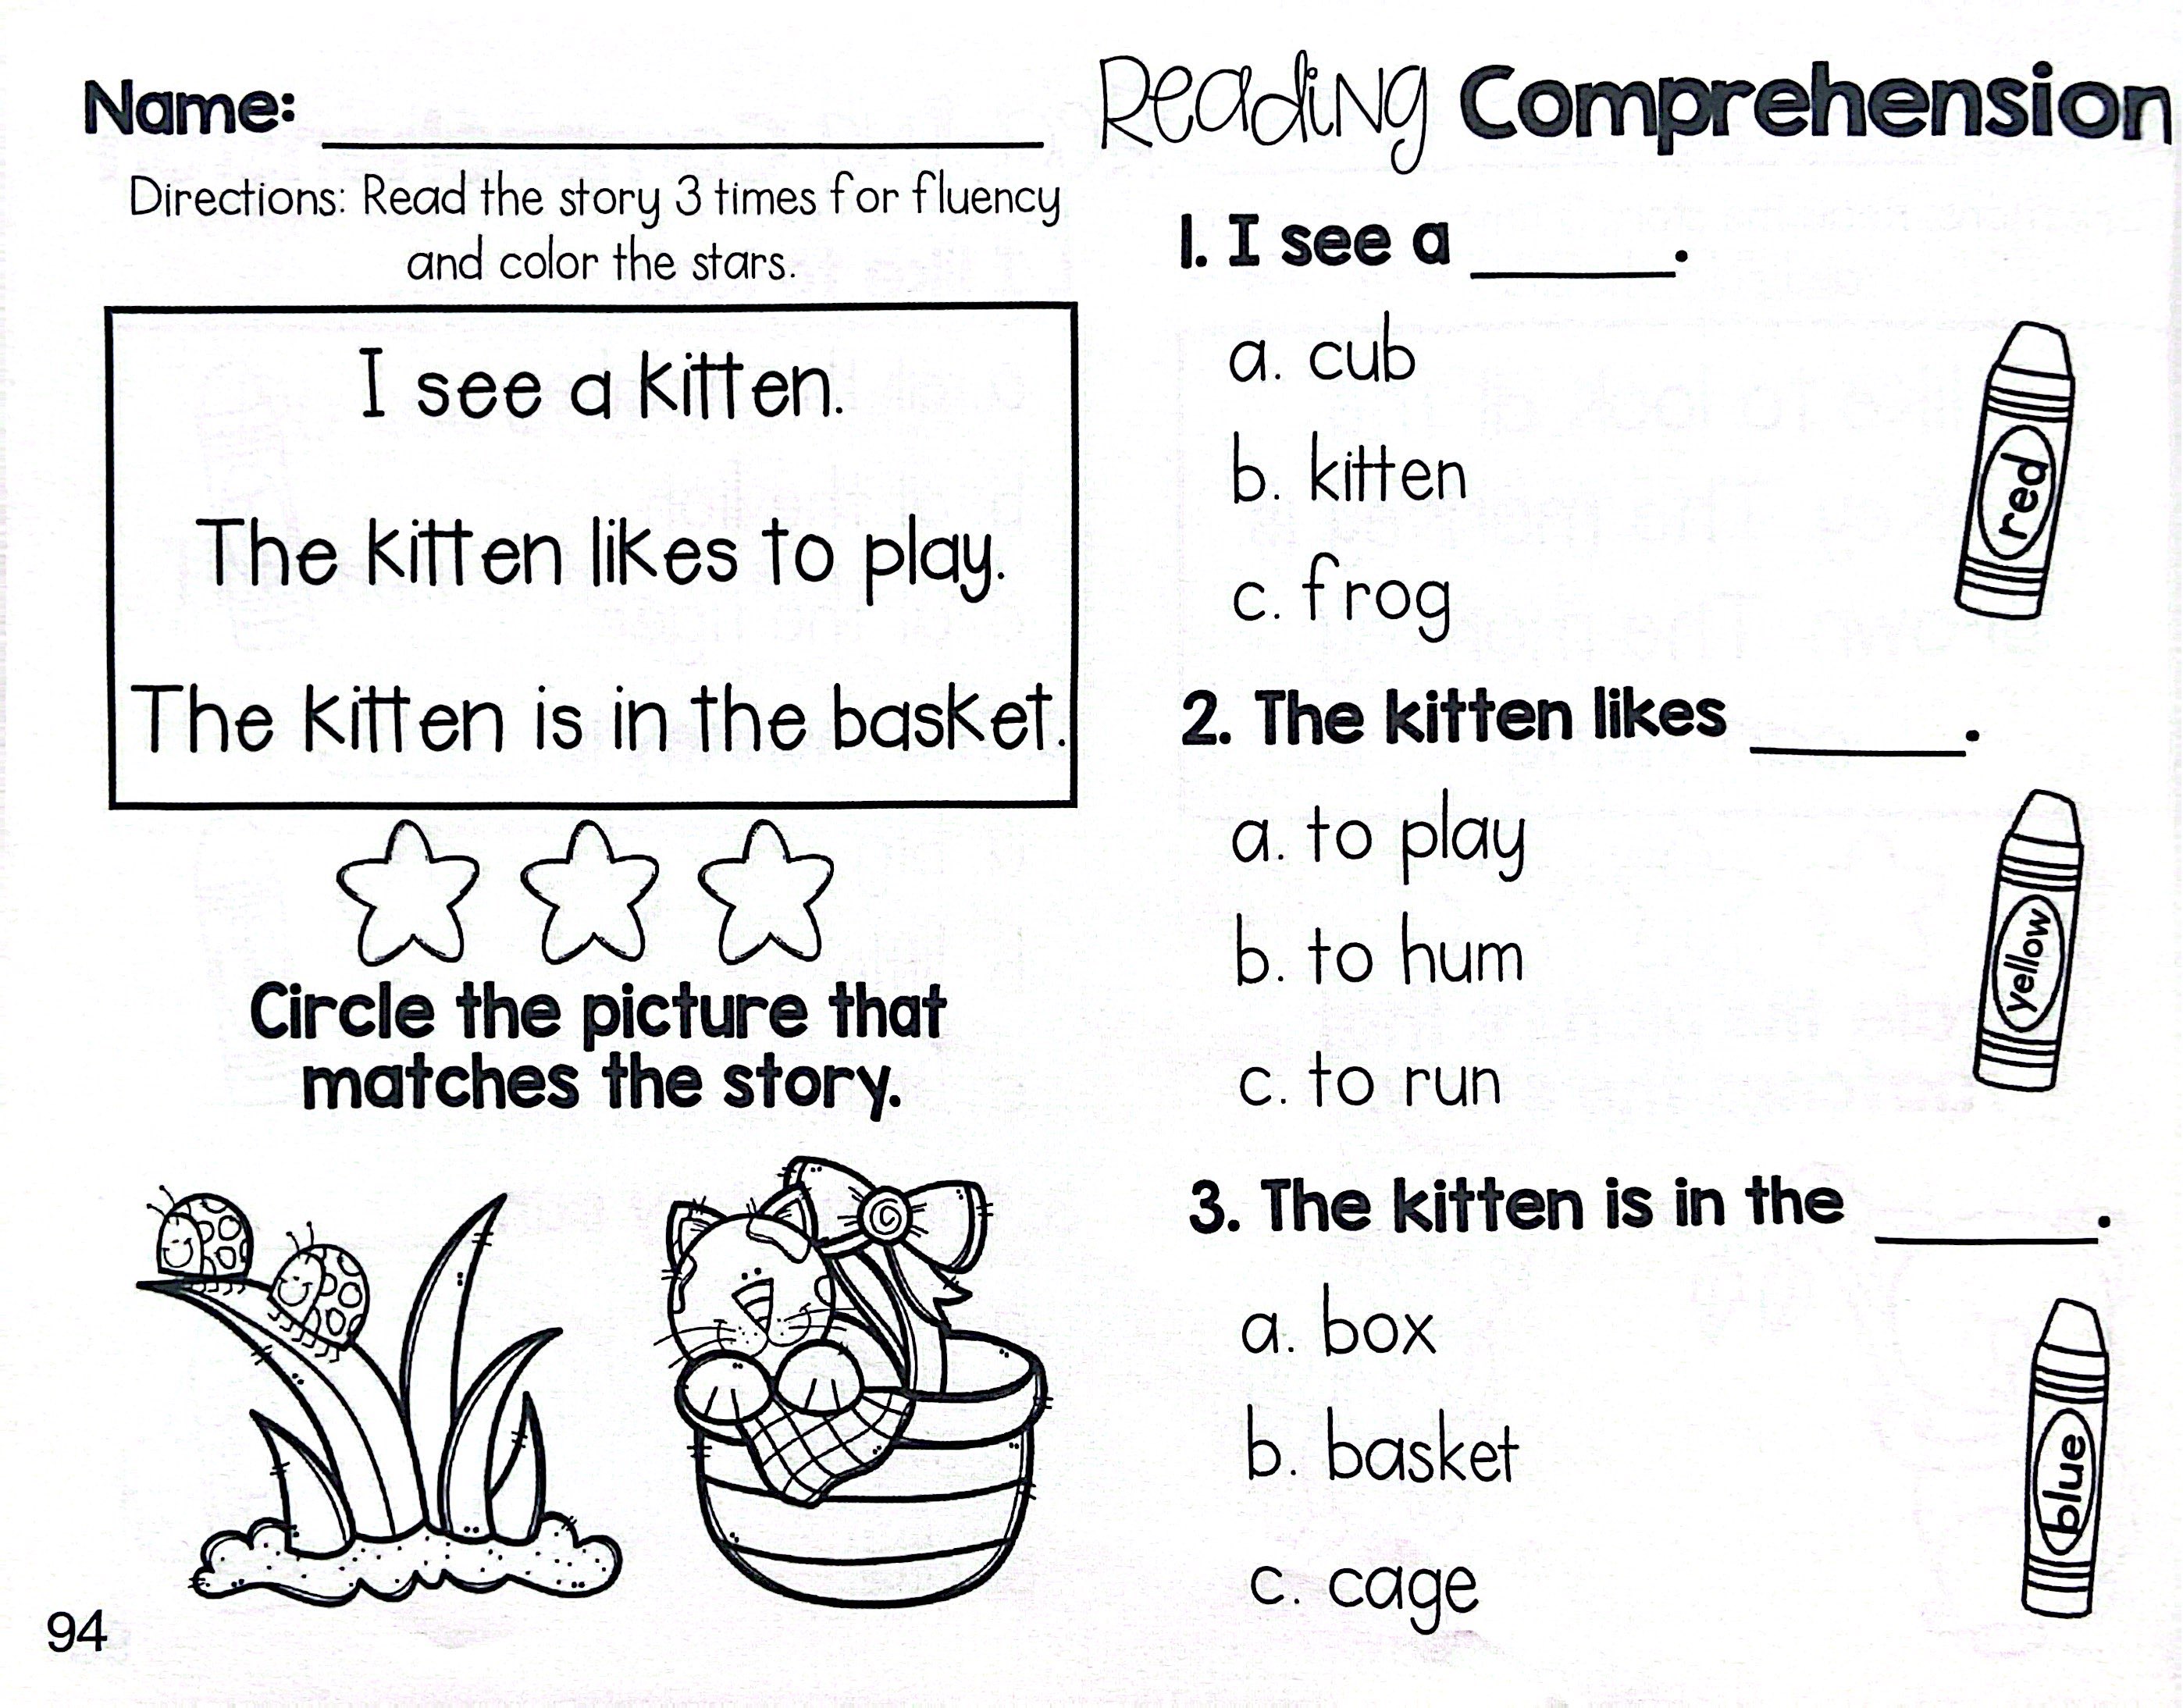 Name:
Directions: Read the story 3 times for fluency
and color the stars.
I see a kitten.
The kitten likes to play.
The kitten is in the basket.
Circle the picture that
matches the story.
94
Reading Comprehension
1. I see a ______.
a. cub
b. kitten
c. frog
red
2. The kitten likes ______.
a. to play
b. to hum
c. to run
yellow
3. The kitten is in the ______.
a. box
b. basket
c. cage
blue